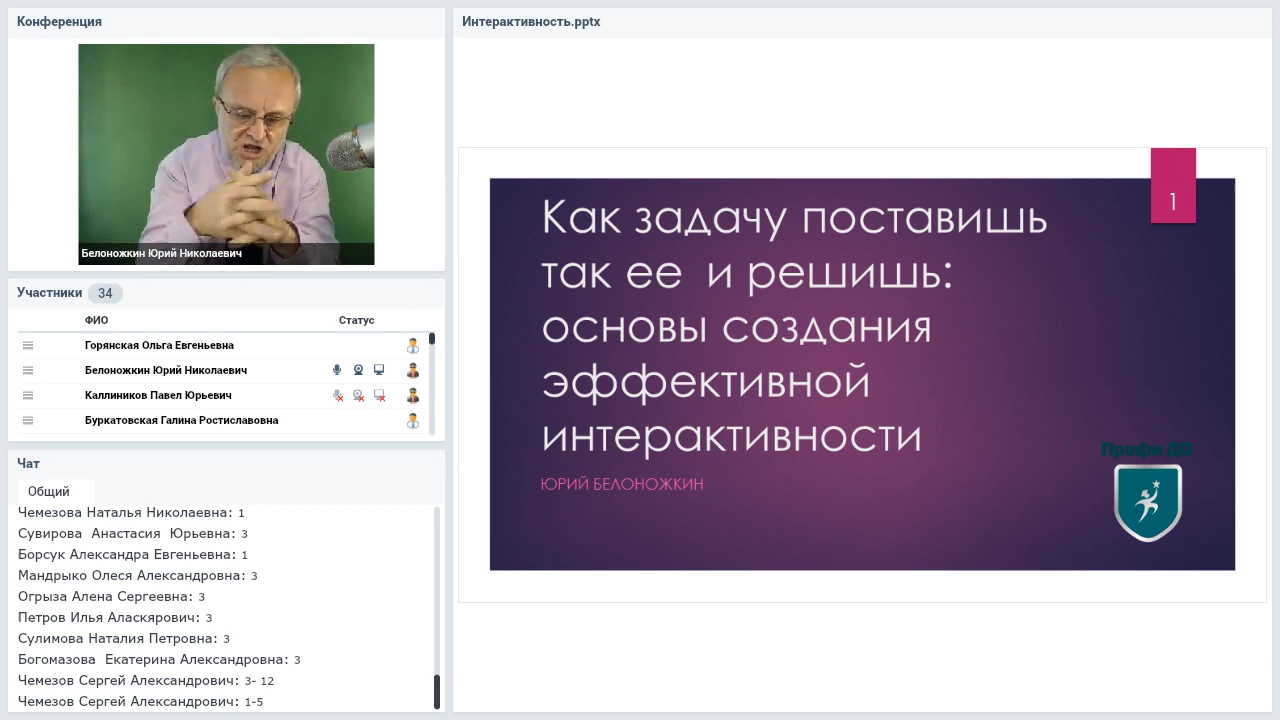 Конференция
Белоножкин Юрий Николаевич
Участники 34
ФИО Статус
Горянская Ольга Евгеньевна
Белоножкин Юрий Николаевич
Каллиников Павел Юрьевич
Буркатовская Галина Ростиславовна
Чат
Общий
Чемезова Наталья Николаевна: 1
Сувирова Анастасия Юрьевна: 3
Борсук Александра Евгеньевна: 1
Мандрыко Олеся Александровна: 3
Огрыза Алена Сергеевна: 3
Петров Илья Аласкярович: 3
Сулимова Наталия Петровна: 3
Богомазова Екатерина Александровна: 3
Чемезов Сергей Александрович: 3- 12
Чемезов Сергей Александрович: 1-5
Интерактивность.pptx
1
Как задачу поставишь
так ее и решишь:
основы создания
эффективной
интерактивности
ЮРИЙ БЕЛОНОЖКИН
Профи ДО